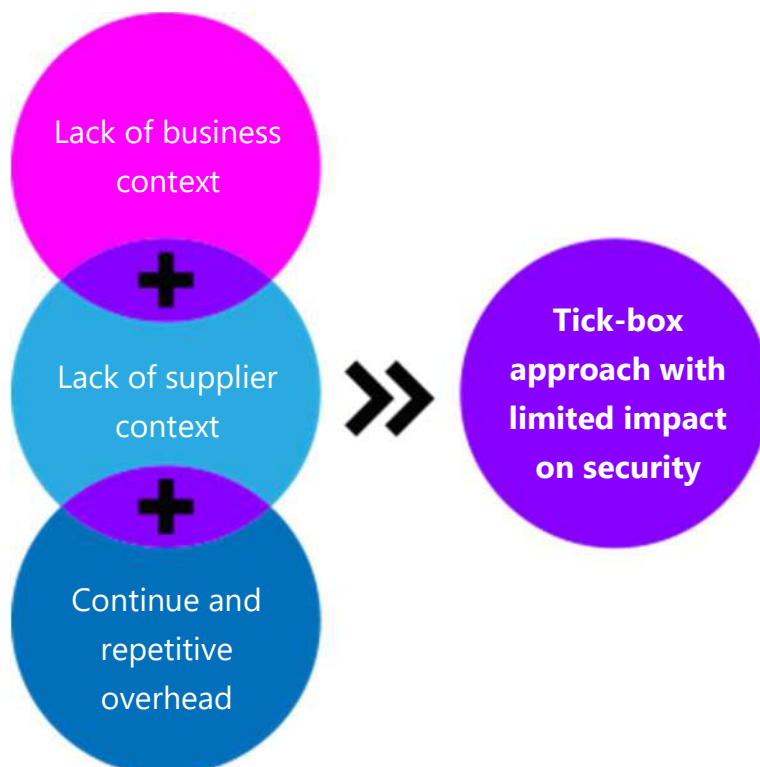 Lack of business
context
+
Lack of supplier
context
+
Continue and
repetitive
overhead
Tick-box
approach with
limited impact
on security